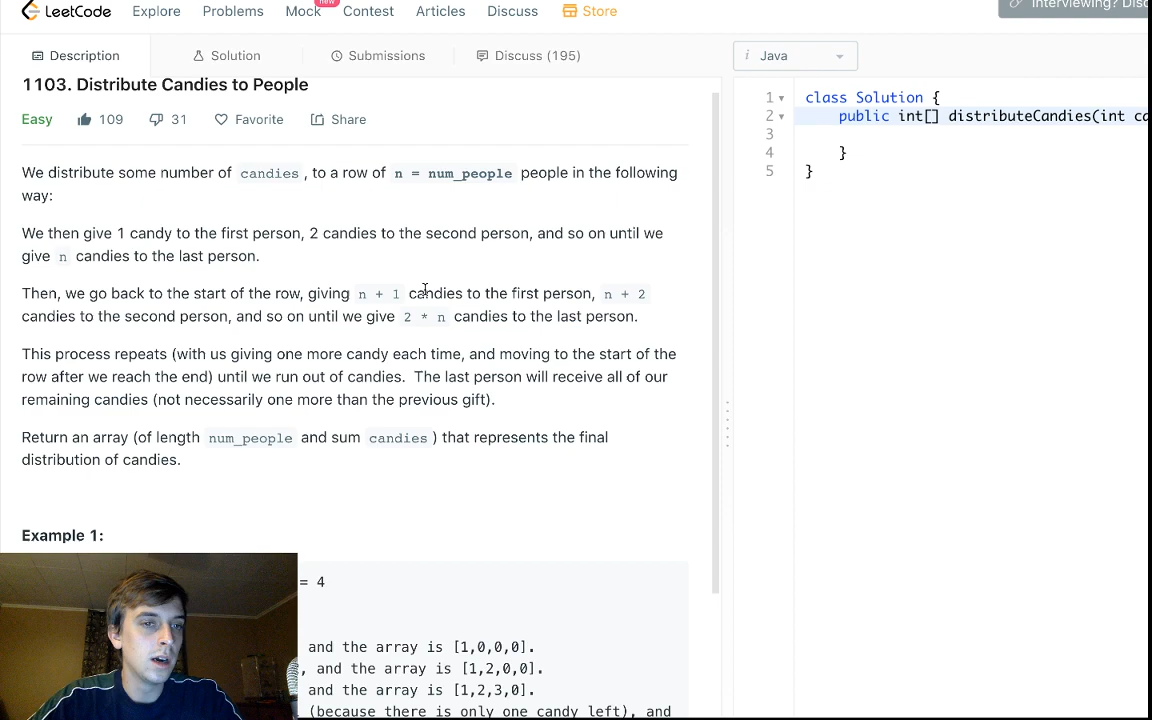 LeetCode Explore Problems Mock new Contest Articles Discuss Store
Description Solution Submissions Discuss (195) i Java
1103. Distribute Candies to People
Easy 109 31 Favorite Share
We distribute some number of candies, to a row of n = num_people people in the following
way:
We then give 1 candy to the first person, 2 candies to the second person, and so on until we
give n candies to the last person.
Then, we go back to the start of the row, giving n + 1 candies to the first person, n + 2
candies to the second person, and so on until we give 2 * n candies to the last person.
This process repeats (with us giving one more candy each time, and moving to the start of the
row after we reach the end) until we run out of candies. The last person will receive all of our
remaining candies (not necessarily one more than the previous gift).
Return an array (of length num_people and sum candies) that represents the final
distribution of candies.
Example 1:
= 4
and the array is [1,0,0,0].
, and the array is [1,2,0,0].
and the array is [1,2,3,0].
(because there is only one candy left), and
Interviewing?
1 class Solution {
2 public int[] distributeCandies(int
3
4 }
5 }